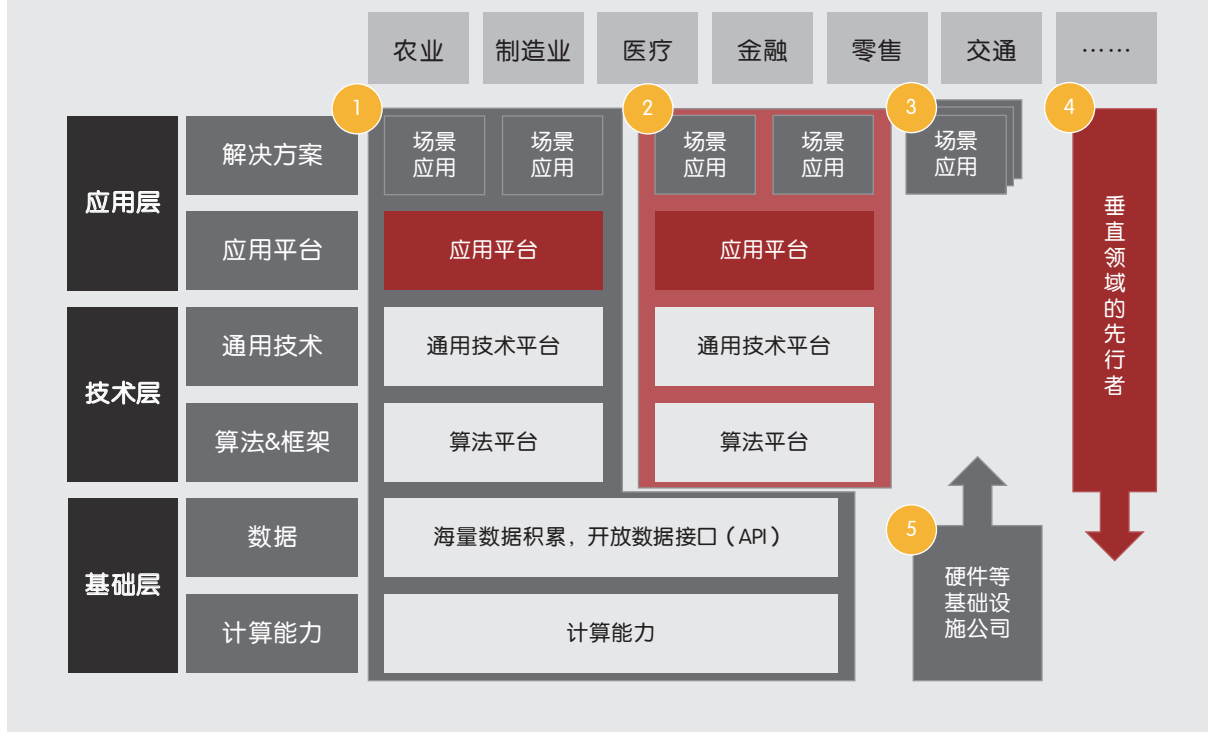 农业
制造业
医疗
金融
零售
交通
……
1
2
3
4
应用层
解决方案
场景
应用
场景
应用
场景
应用
场景
应用
场景
应用
应用平台
应用平台
应用平台
垂
直
领
域
的
先
行
者
技术层
通用技术
通用技术平台
通用技术平台
算法&框架
算法平台
算法平台
基础层
数据
海量数据积累，开放数据接口（API）
5
硬件等
基础设
施公司
计算能力
计算能力